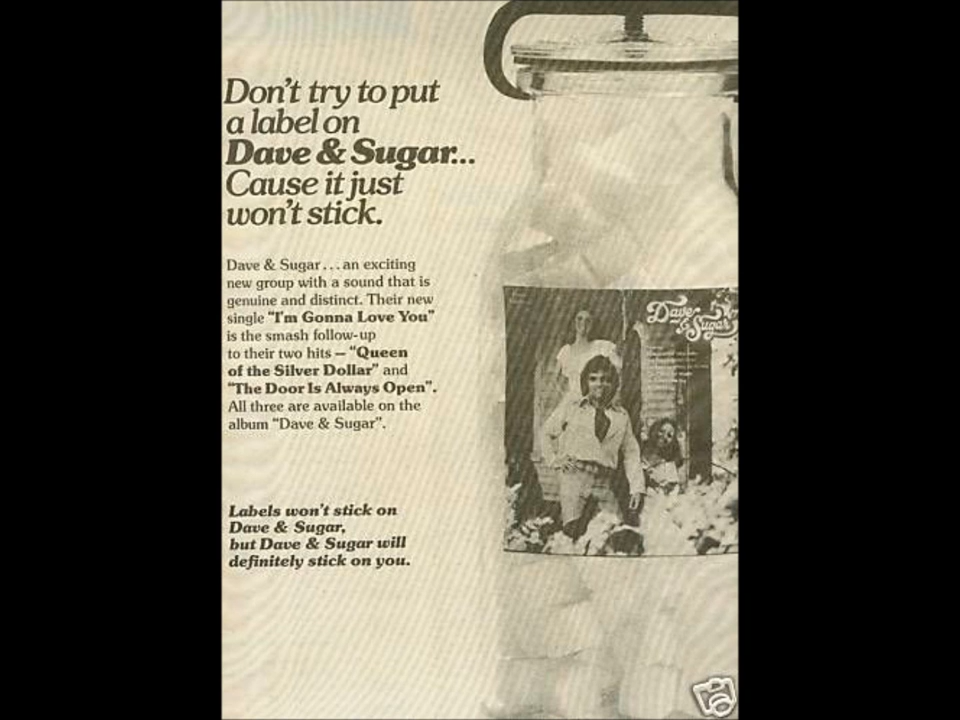 Don't try to put
a label on
Dave & Sugar...
Cause it just
won't stick.
Dave & Sugar... an exciting
new group with a sound that is
genuine and distinct. Their new
single "I'm Gonna Love You"
is the smash follow-up
to their two hits — "Queen
of the Silver Dollar" and
"The Door Is Always Open".
All three are available on the
album "Dave & Sugar".
Labels won't stick on
Dave & Sugar,
but Dave & Sugar will
definitely stick on you.
Dave
& Sugar